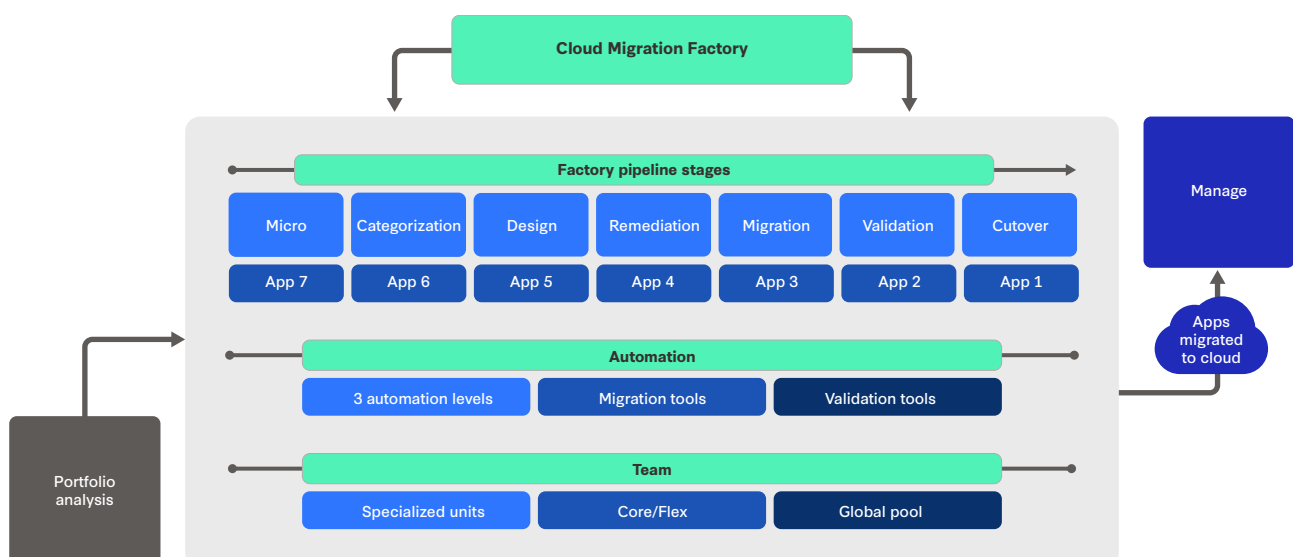 Cloud Migration Factory
Factory pipeline stages
Micro
Categorization
Design
Remediation
Migration
Validation
Cutover
App 7
App 6
App 5
App 4
App 3
App 2
App 1
Automation
3 automation levels
Migration tools
Validation tools
Team
Specialized units
Core/Flex
Global pool
Portfolio
analysis
Manage
Apps
migrated
to cloud